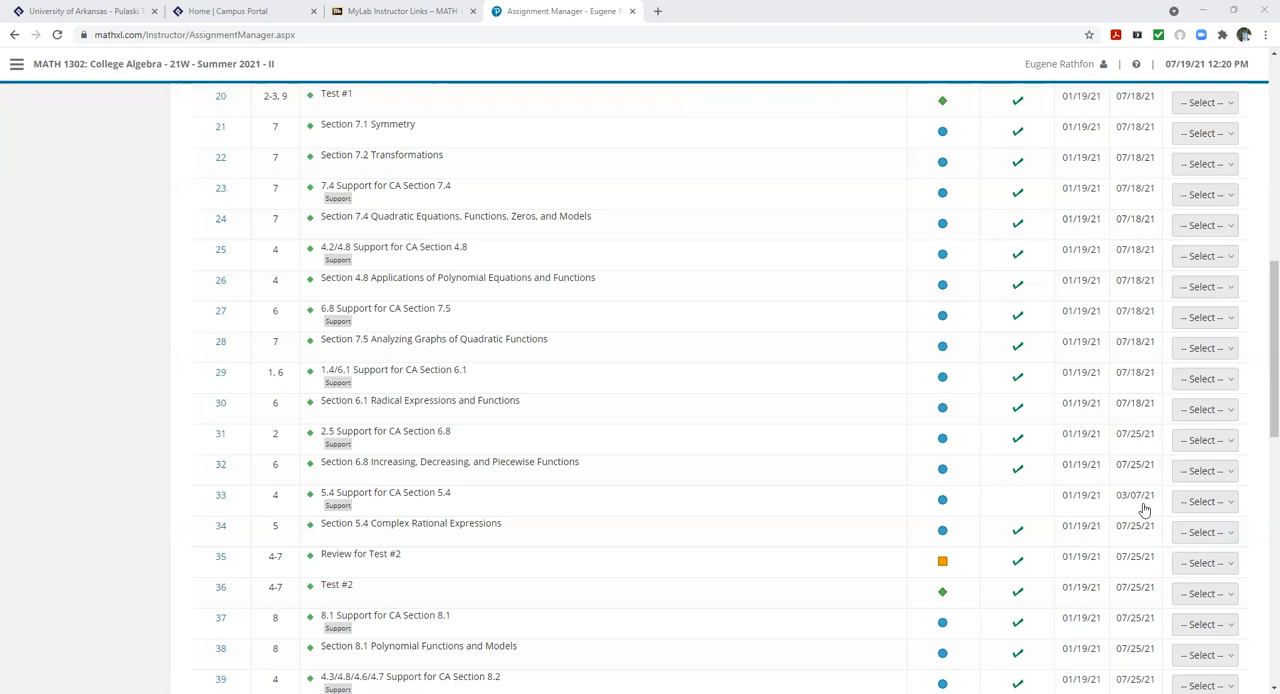 University of Arkansas - Pulaski T
Home | Campus Portal
MyLab Instructor Links – MATH
Assignment Manager - Eugene R
mathxl.com/Instructor/AssignmentManager.aspx
MATH 1302: College Algebra - 21W - Summer 2021 - II
Eugene Rathfon | 07/19/21 12:20 PM
20 2-3, 9 Test #1 01/19/21 07/18/21 -- Select --
21 7 Section 7.1 Symmetry 01/19/21 07/18/21 -- Select --
22 7 Section 7.2 Transformations 01/19/21 07/18/21 -- Select --
23 7 7.4 Support for CA Section 7.4 01/19/21 07/18/21 -- Select --
Support
24 7 Section 7.4 Quadratic Equations, Functions, Zeros, and Models 01/19/21 07/18/21 -- Select --
25 4 4.2/4.8 Support for CA Section 4.8 01/19/21 07/18/21 -- Select --
Support
26 4 Section 4.8 Applications of Polynomial Equations and Functions 01/19/21 07/18/21 -- Select --
27 6 6.8 Support for CA Section 7.5 01/19/21 07/18/21 -- Select --
Support
28 7 Section 7.5 Analyzing Graphs of Quadratic Functions 01/19/21 07/18/21 -- Select --
29 1, 6 1.4/6.1 Support for CA Section 6.1 01/19/21 07/18/21 -- Select --
Support
30 6 Section 6.1 Radical Expressions and Functions 01/19/21 07/18/21 -- Select --
31 2 2.5 Support for CA Section 6.8 01/19/21 07/25/21 -- Select --
Support
32 6 Section 6.8 Increasing, Decreasing, and Piecewise Functions 01/19/21 07/25/21 -- Select --
33 4 5.4 Support for CA Section 5.4 01/19/21 03/07/21 -- Select --
Support
34 5 Section 5.4 Complex Rational Expressions 01/19/21 07/25/21 -- Select --
35 4-7 Review for Test #2 01/19/21 07/25/21 -- Select --
36 4-7 Test #2 01/19/21 07/25/21 -- Select --
37 8 8.1 Support for CA Section 8.1 01/19/21 07/25/21 -- Select --
Support
38 8 Section 8.1 Polynomial Functions and Models 01/19/21 07/25/21 -- Select --
39 4 4.3/4.8/4.6/4.7 Support for CA Section 8.2 01/19/21 07/25/21 -- Select --
Support